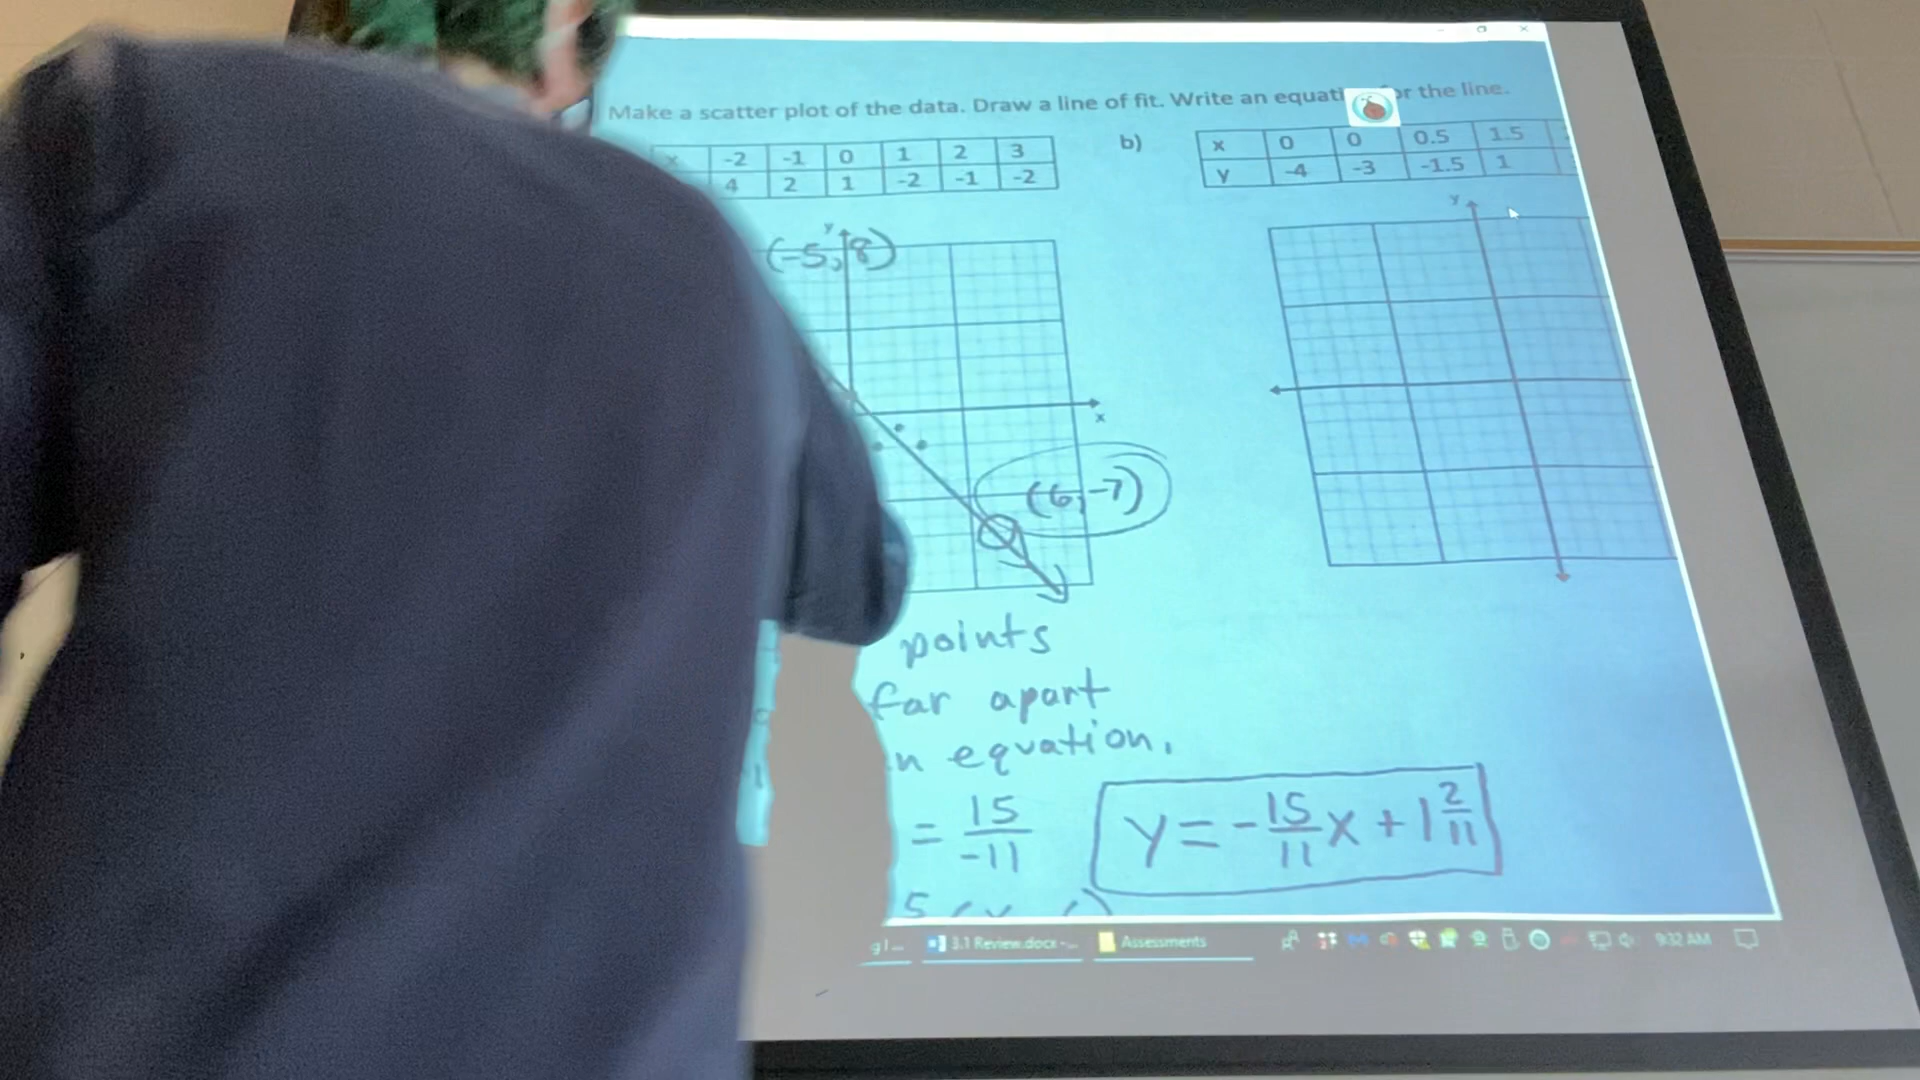 Make a scatter plot of the data. Draw a line of fit. Write an equati or the line.
x -2 -1 0 1 2 3
4 2 1 -2 -1 -2
b)
x 0 0 0.5 1.5
y -4 -3 -1.5 1
y
(-5, 8)
x
(6, -7)
y
points
far apart
n equation.
= 15/-11
y = -15/11x + 1 2/11
3.1 Review.docx -...
Assessments
9:32 AM